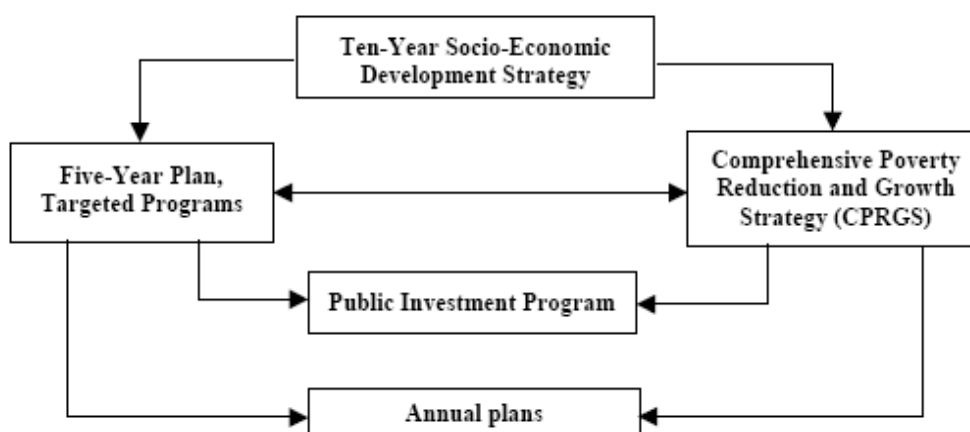 Ten-Year Socio-Economic
Development Strategy
Five-Year Plan,
Targeted Programs
Comprehensive Poverty
Reduction and Growth
Strategy (CPRGS)
Public Investment Program
Annual plans